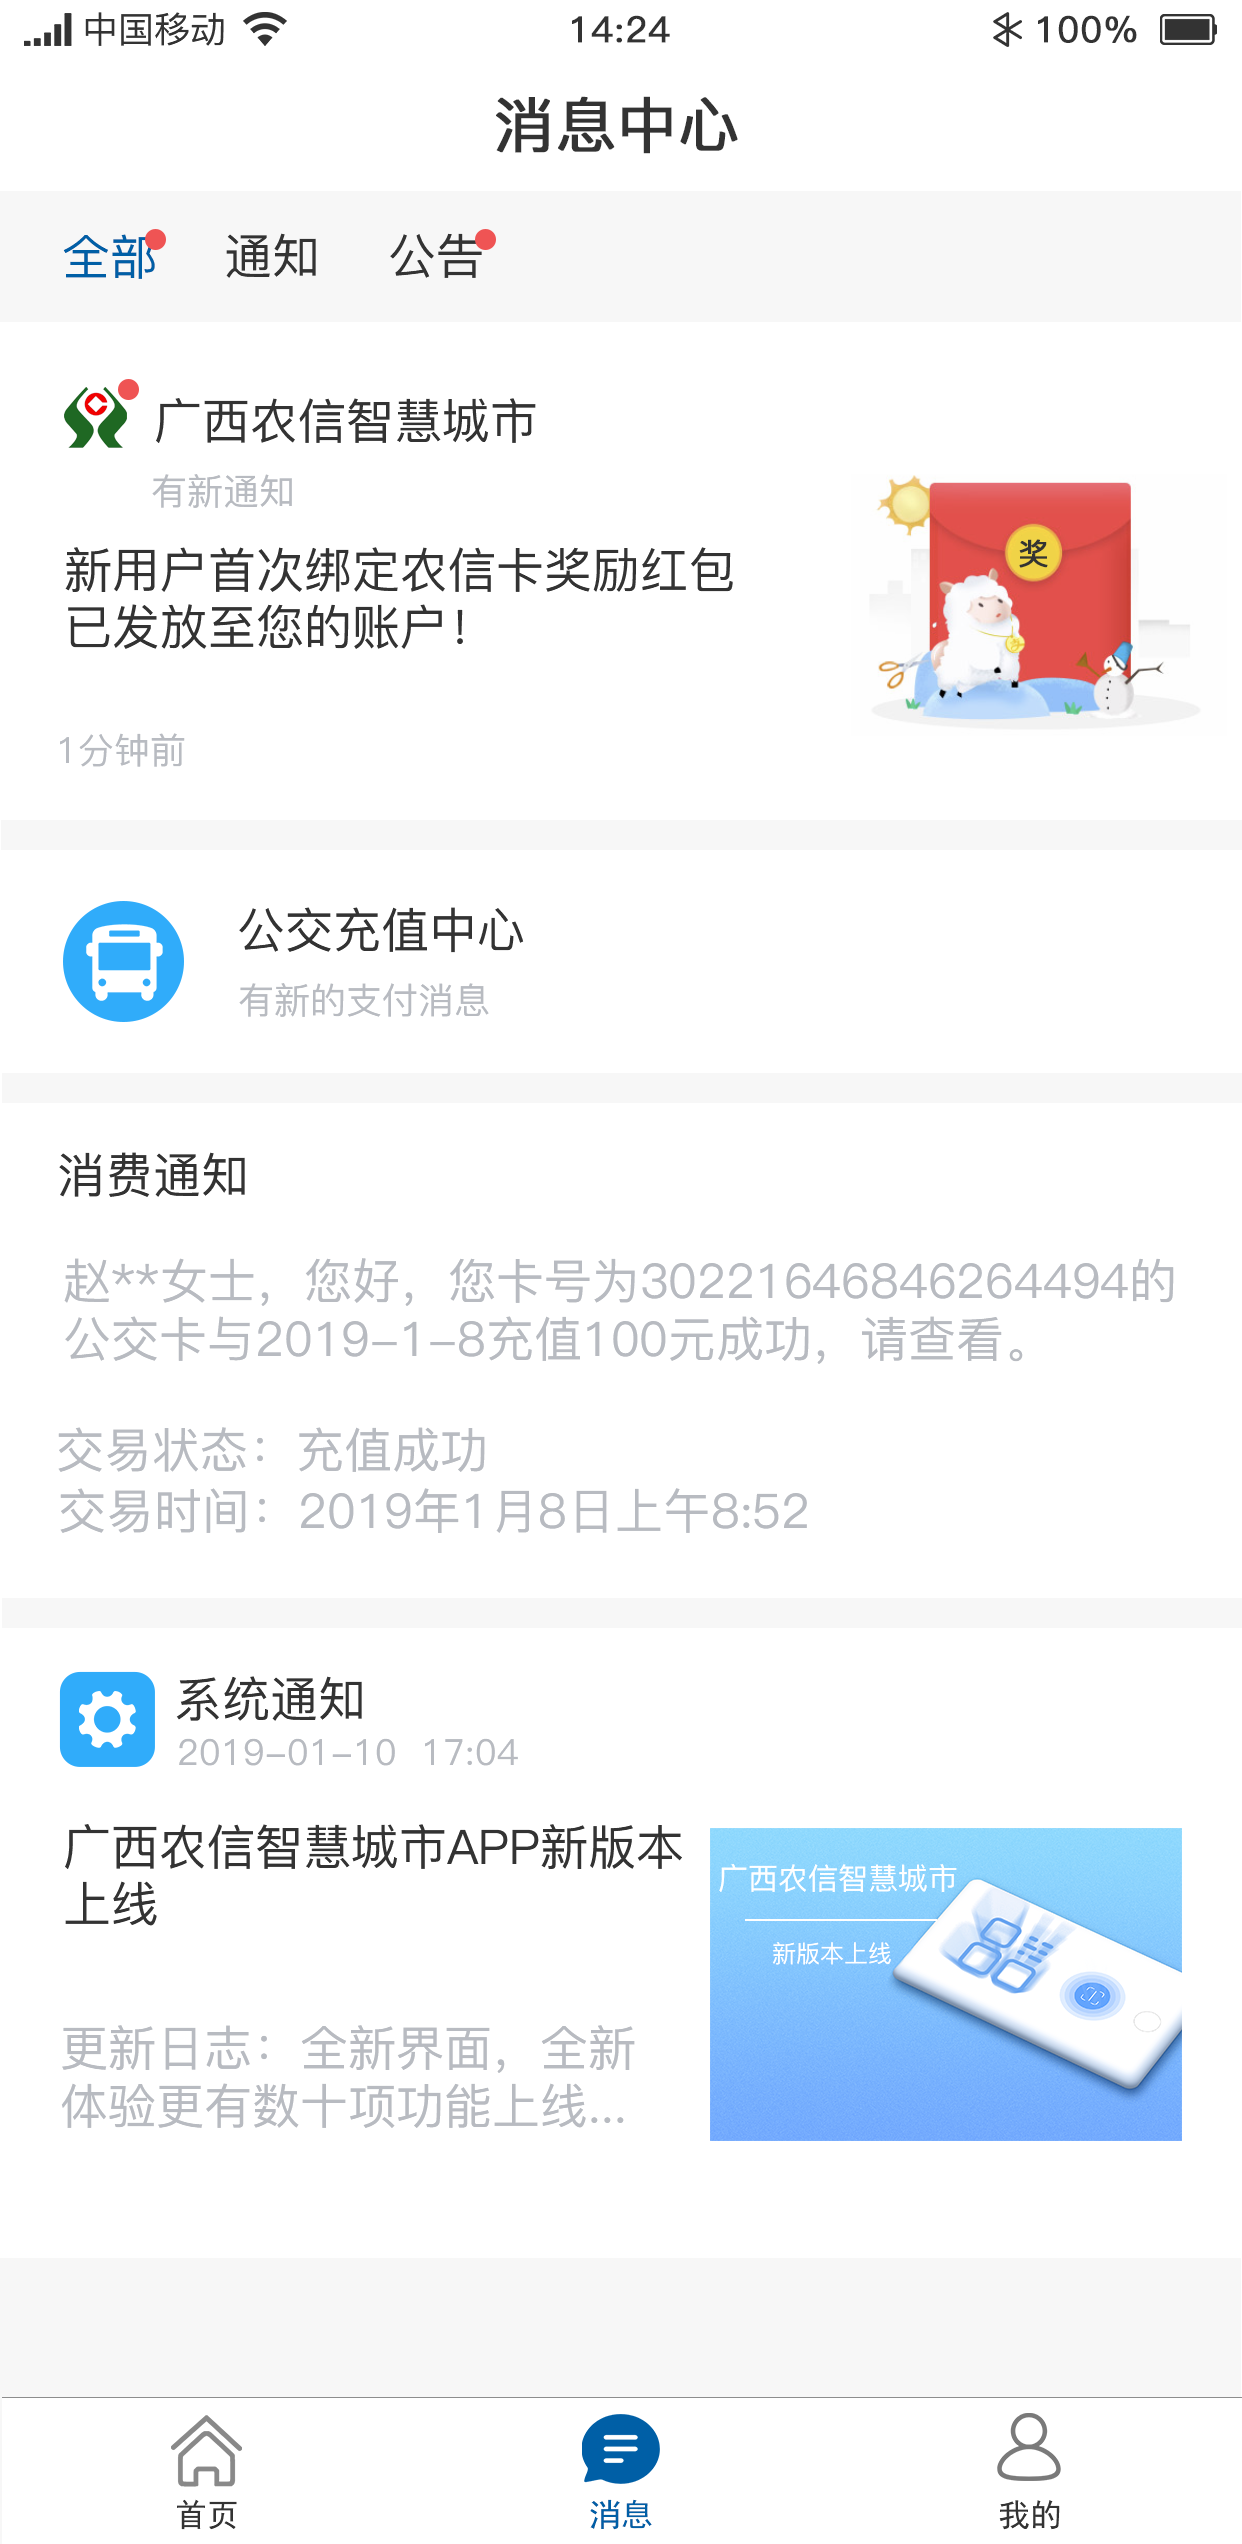 中国移动
14:24
100%
消息中心
全部 通知 公告
广西农信智慧城市
有新通知
新用户首次绑定农信卡奖励红包
已发放至您的账户！
奖
1分钟前
公交充值中心
有新的支付消息
消费通知
赵**女士，您好，您卡号为30221646846264494的
公交卡与2019-1-8充值100元成功，请查看。
交易状态：充值成功
交易时间：2019年1月8日上午8:52
系统通知
2019-01-10 17:04
广西农信智慧城市APP新版本
上线
广西农信智慧城市
新版本上线
更新日志：全新界面，全新
体验更有数十项功能上线...
首页 消息 我的